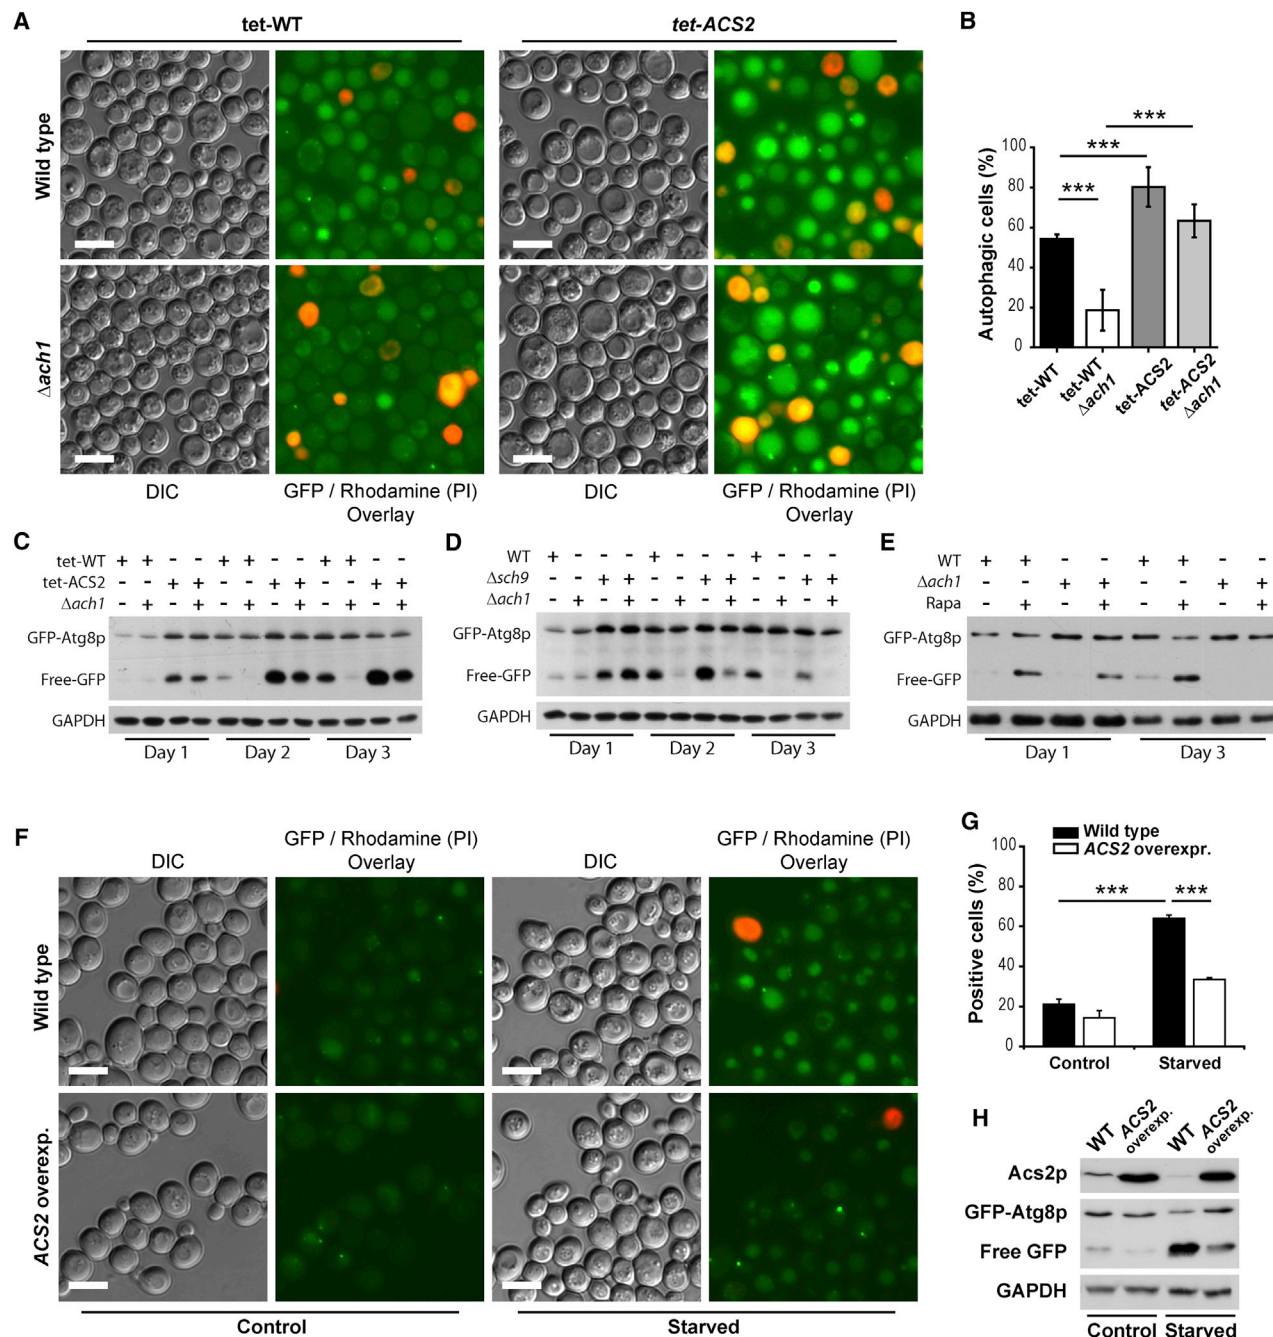 A
tet-WT
tet-ACS2
Wild type
Δach1
DIC
GFP / Rhodamine (PI)
Overlay
DIC
GFP / Rhodamine (PI)
Overlay
B
Autophagic cells (%)
100
80
60
40
20
0
***
***
***
tet-WT
tet-WT
Δach1
tet-ACS2
tet-ACS2
Δach1
C
tet-WT + + - - + + - - + + - -
tet-ACS2 - - + + - - + + - - + +
Δach1 - + - + - + - + - + - +
GFP-Atg8p
Free-GFP
GAPDH
Day 1 Day 2 Day 3
D
WT + - - - + - - - + - - -
Δsch9 - - + + - - + + - - + +
Δach1 - + - + - + - + - + - +
GFP-Atg8p
Free-GFP
GAPDH
Day 1 Day 2 Day 3
E
WT + + - - + + - -
Δach1 - - + + - - + +
Rapa - + - + - + - +
GFP-Atg8p
Free-GFP
GAPDH
Day 1 Day 3
F
DIC
GFP / Rhodamine (PI)
Overlay
DIC
GFP / Rhodamine (PI)
Overlay
Wild type
ACS2 overexp.
Control
Starved
G
Wild type
ACS2 overexpr.
Positive cells (%)
100
80
60
40
20
0
***
***
Control
Starved
H
WT
ACS2
overexp.
WT
ACS2
overexp.
Acs2p
GFP-Atg8p
Free GFP
GAPDH
Control Starved